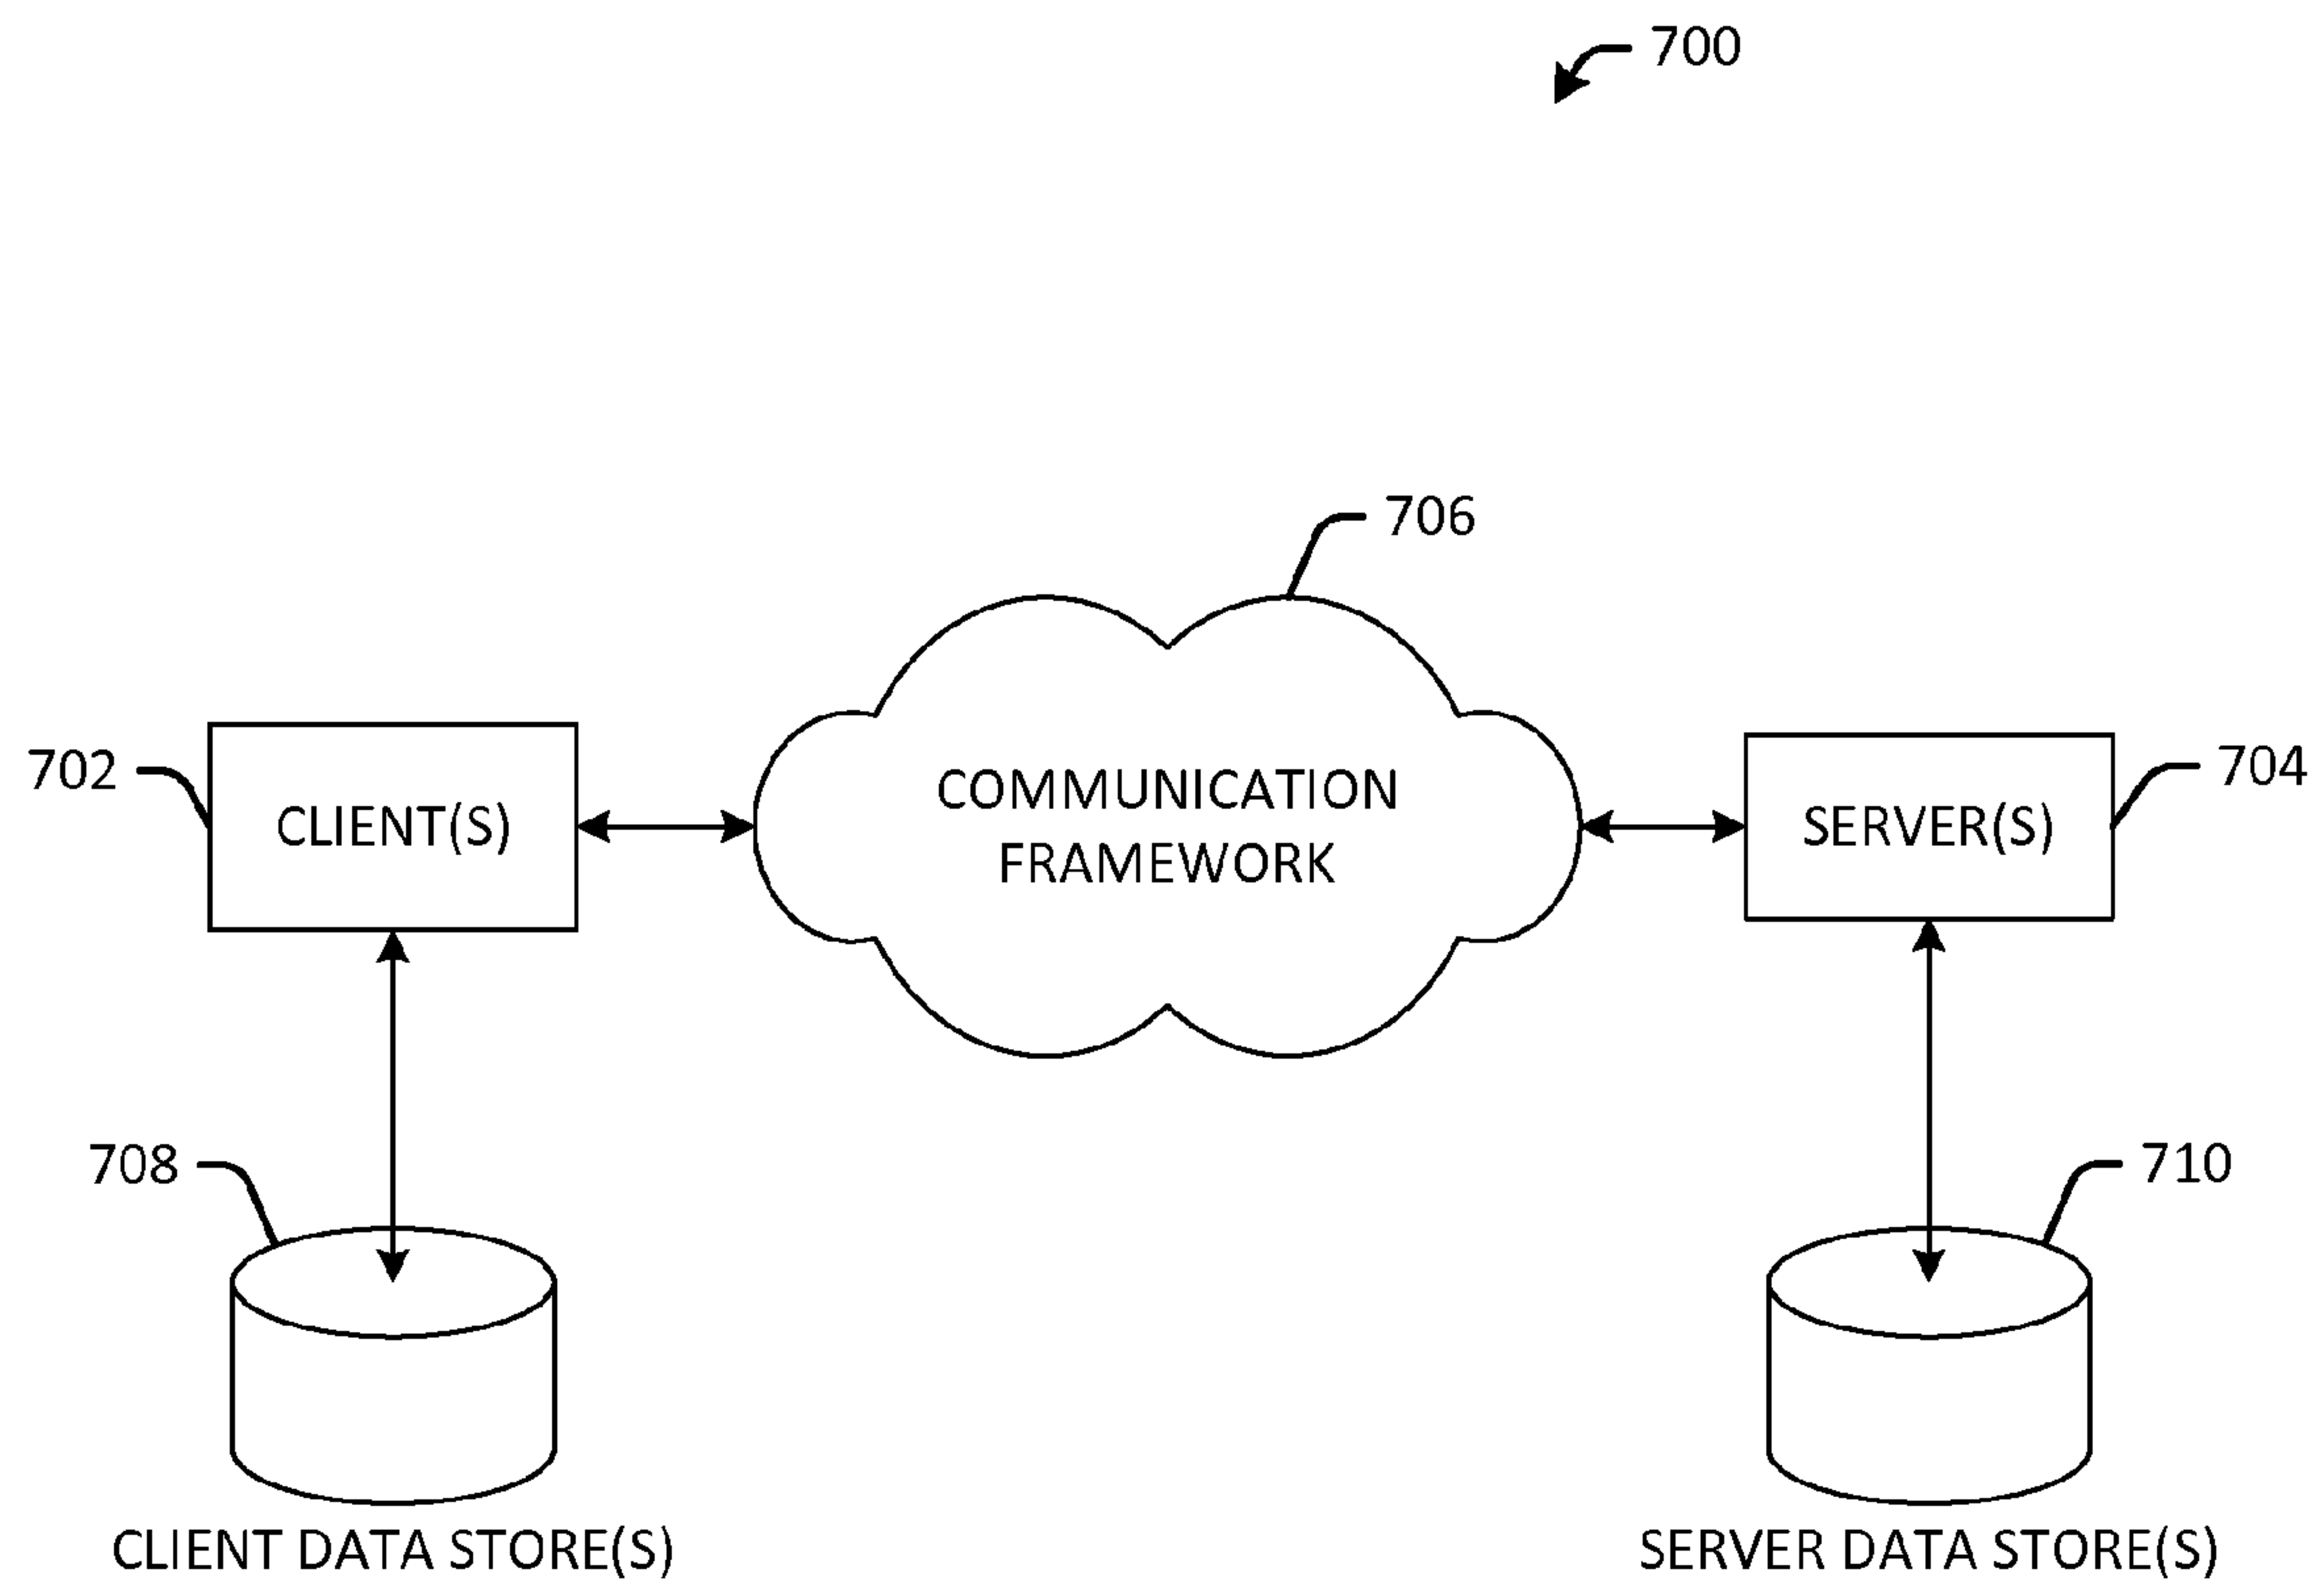 700
706
702
CLIENT(S)
COMMUNICATION
FRAMEWORK
SERVER(S)
704
708
710
CLIENT DATA STORE(S)
SERVER DATA STORE(S)